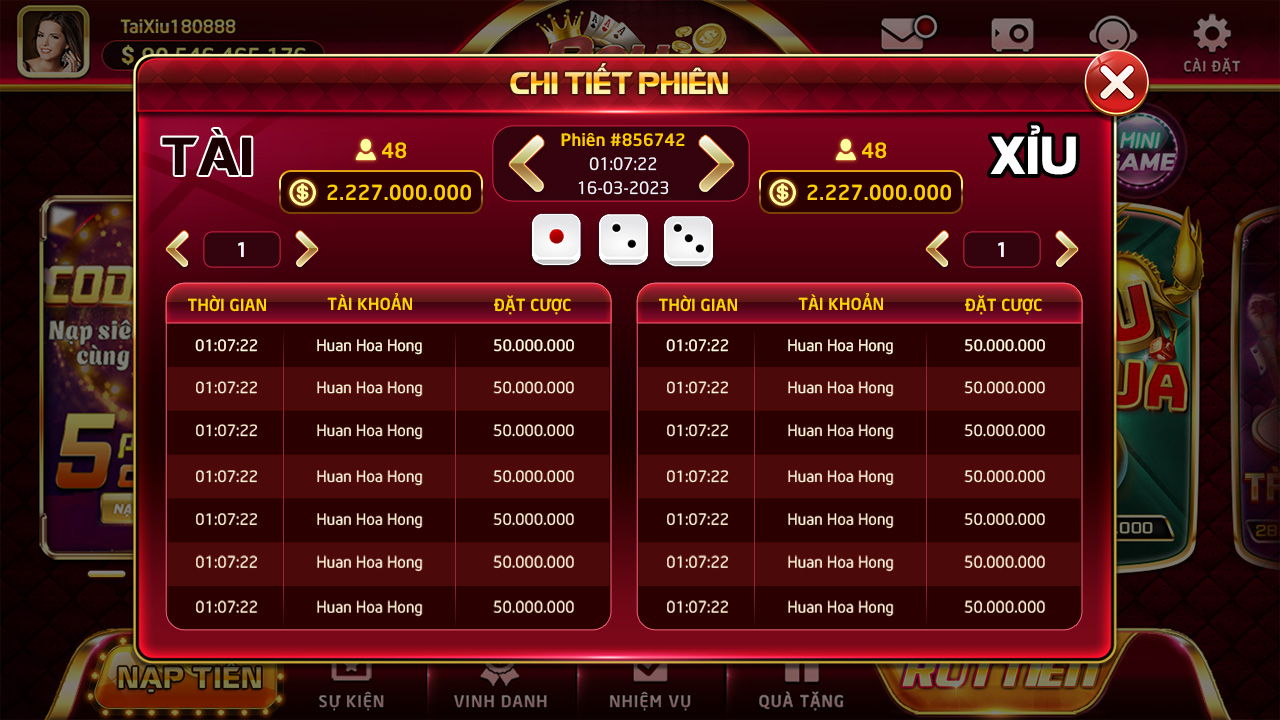 TaiXiu180888
CHI TIẾT PHIÊN
CÀI ĐẶT
TÀI
48
2.227.000.000
Phiên #856742
01:07:22
16-03-2023
48
2.227.000.000
XỈU
MINI
GAME
1
1
THỜI GIAN TÀI KHOẢN ĐẶT CƯỢC
01:07:22 Huan Hoa Hong 50.000.000
01:07:22 Huan Hoa Hong 50.000.000
01:07:22 Huan Hoa Hong 50.000.000
01:07:22 Huan Hoa Hong 50.000.000
01:07:22 Huan Hoa Hong 50.000.000
01:07:22 Huan Hoa Hong 50.000.000
01:07:22 Huan Hoa Hong 50.000.000
THỜI GIAN TÀI KHOẢN ĐẶT CƯỢC
01:07:22 Huan Hoa Hong 50.000.000
01:07:22 Huan Hoa Hong 50.000.000
01:07:22 Huan Hoa Hong 50.000.000
01:07:22 Huan Hoa Hong 50.000.000
01:07:22 Huan Hoa Hong 50.000.000
01:07:22 Huan Hoa Hong 50.000.000
01:07:22 Huan Hoa Hong 50.000.000
Nạp siê
cùng
5
NẠP TIỀN
SỰ KIỆN
VINH DANH
NHIỆM VỤ
QUÀ TẶNG